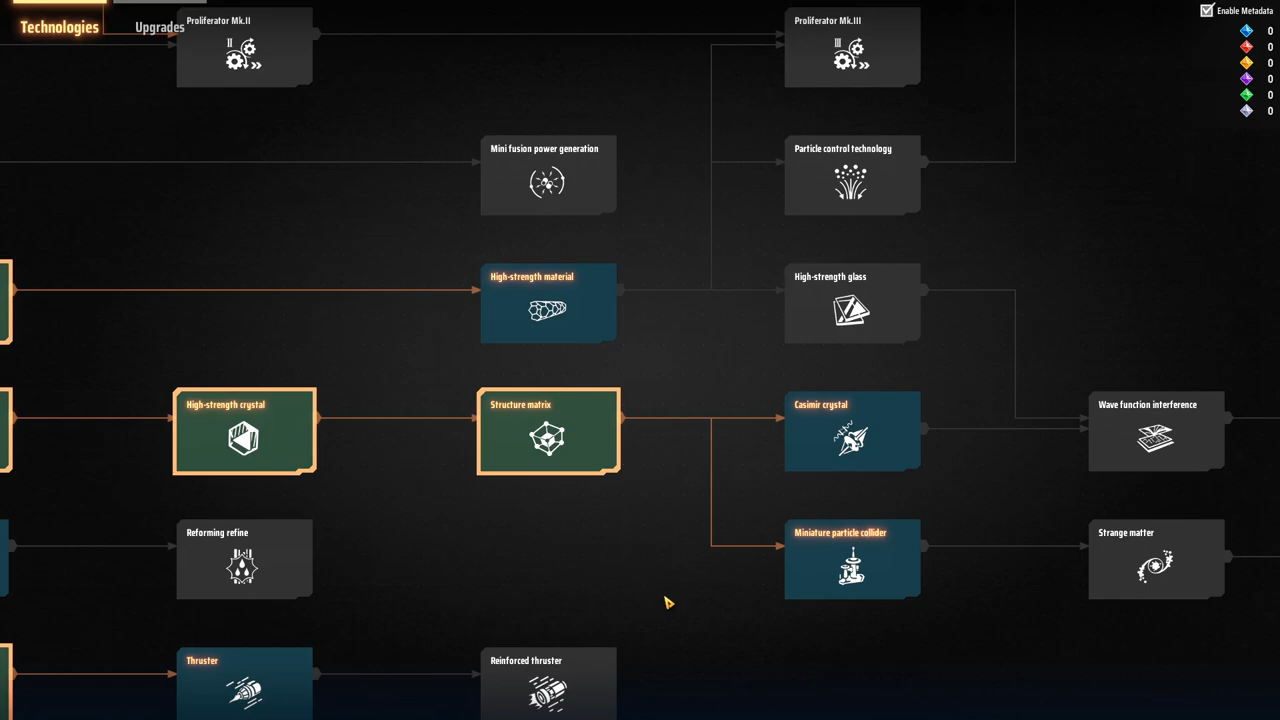 Technologies
Upgrades
Proliferator Mk.II
II
Proliferator Mk.III
III
Enable Metadata
0
0
0
0
0
0
Mini fusion power generation
Particle control technology
High-strength material
High-strength glass
High-strength crystal
Structure matrix
Casimir crystal
Wave function interference
Reforming refine
Miniature particle collider
Strange matter
Thruster
Reinforced thruster